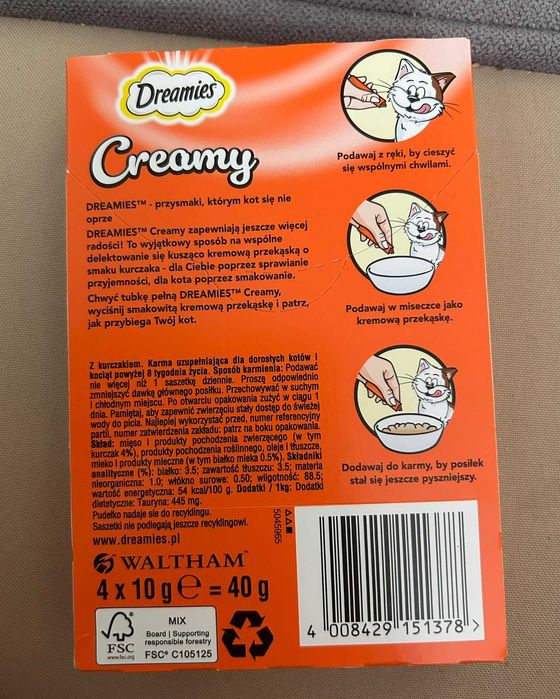 Dreamies
Creamy
DREAMIES™ - przysmaki, którym kot się nie
oprze
DREAMIES™ Creamy zapewniają jeszcze więcej
radości! To wyjątkowy sposób na wspólne
delektowanie się kusząco kremową przekąską o
smaku kurczaka - dla Ciebie poprzez sprawianie
przyjemności, dla kota poprzez smakowanie.
Chwyć tubkę pełną DREAMIES™ Creamy,
wyciśnij smakowitą kremową przekąskę i patrz,
jak przybiega Twój kot.
Podawaj z ręki, by cieszyć
się wspólnymi chwilami.
Podawaj w miseczce jako
kremową przekąskę.
Dodawaj do karmy, by posiłek
stał się jeszcze pyszniejszy.
Z kurczakiem. Karma uzupełniająca dla dorosłych kotów i
kociąt powyżej 8 tygodnia życia. Sposób karmienia: Podawać
nie więcej niż 1 saszetkę dziennie. Proszę odpowiednio
zmniejszyć dawkę głównego posiłku. Przechowywać w suchym
i chłodnym miejscu. Po otwarciu opakowania zużyć w ciągu 1
dnia. Pamiętaj, aby zapewnić zwierzęciu stały dostęp do świeżej
wody do picia. Najlepiej wykorzystać przed, numer referencyjny
partii, numer zatwierdzenia zakładu: patrz na boku opakowania.
Skład: mięso i produkty pochodzenia zwierzęcego (w tym
kurczak 4%), produkty pochodzenia roślinnego, oleje i tłuszcze,
mleko i produkty mleczne (w tym białko mleka 0.5%). Składniki
analityczne (%): białko: 3.5; zawartość tłuszczu: 3.5; materia
nieorganiczna: 1.0; włókno surowe: 0.50; wilgotność: 88.5;
wartość energetyczna: 54 kcal/100 g. Dodatki / 1kg: Dodatki
dietetyczne: Tauryna: 445 mg.
Pudełko nadaje się do recyklingu.
Saszetki nie podlegają jeszcze recyklingowi.
www.dreamies.pl
5045965
WALTHAM™
4 x 10 g e = 40 g
FSC
www.fsc.org
MIX
Board | Supporting
responsible forestry
FSC® C105125
4 008429 151378 >